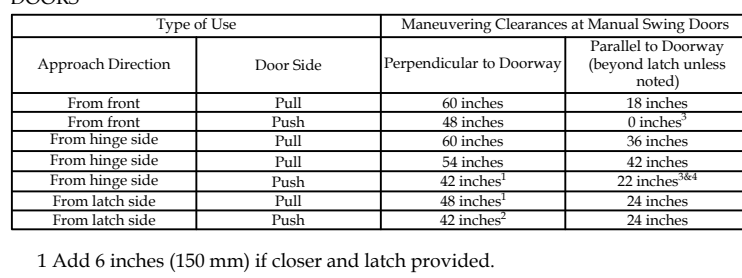 DOORS
Type of Use Maneuvering Clearances at Manual Swing Doors
Approach Direction Door Side Perpendicular to Doorway Parallel to Doorway (beyond latch unless noted)
From front Pull 60 inches 18 inches
From front Push 48 inches 0 inches3
From hinge side Pull 60 inches 36 inches
From hinge side Pull 54 inches 42 inches
From hinge side Push 42 inches1 22 inches3&4
From latch side Pull 48 inches1 24 inches
From latch side Push 42 inches2 24 inches
1 Add 6 inches (150 mm) if closer and latch provided.